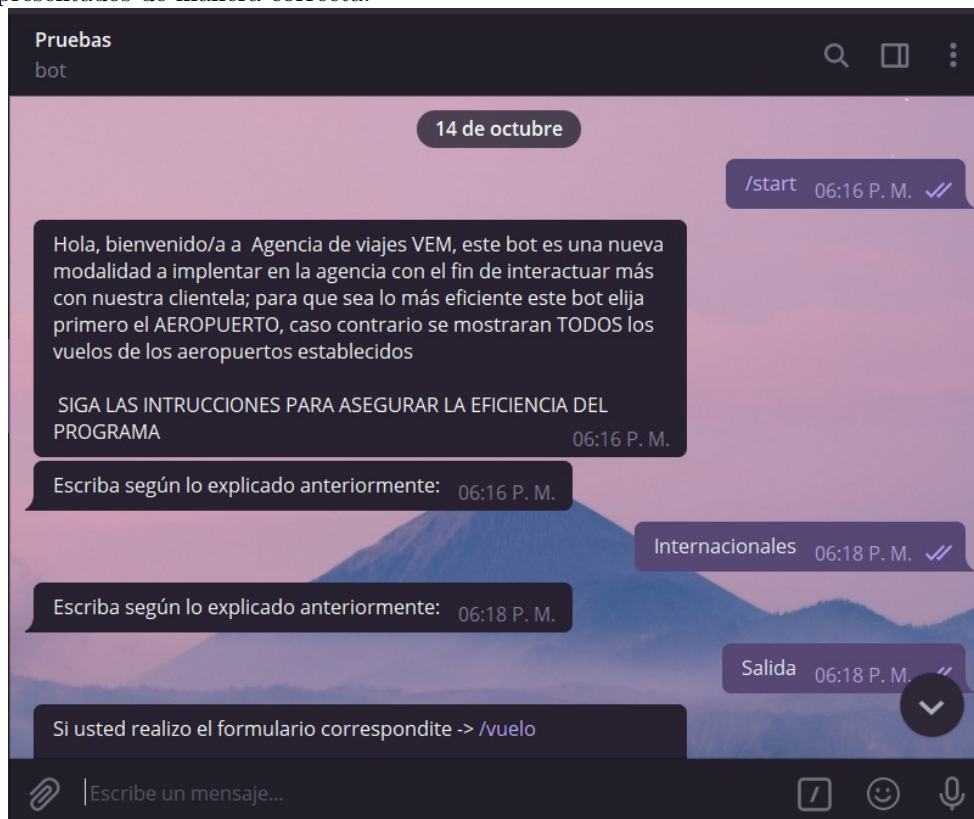 presentados de manera correcta.
Pruebas
bot
14 de octubre
/start 06:16 P. M.
Hola, bienvenido/a a Agencia de viajes VEM, este bot es una nueva
modalidad a implentar en la agencia con el fin de interactuar más
con nuestra clientela; para que sea lo más eficiente este bot elija
primero el AEROPUERTO, caso contrario se mostraran TODOS los
vuelos de los aeropuertos establecidos
SIGA LAS INTRUCCIONES PARA ASEGURAR LA EFICIENCIA DEL
PROGRAMA 06:16 P. M.
Escriba según lo explicado anteriormente: 06:16 P. M.
Internacionales 06:18 P. M.
Escriba según lo explicado anteriormente: 06:18 P. M.
Salida 06:18 P. M.
Si usted realizo el formulario correspondite -> /vuelo
Escribe un mensaje...